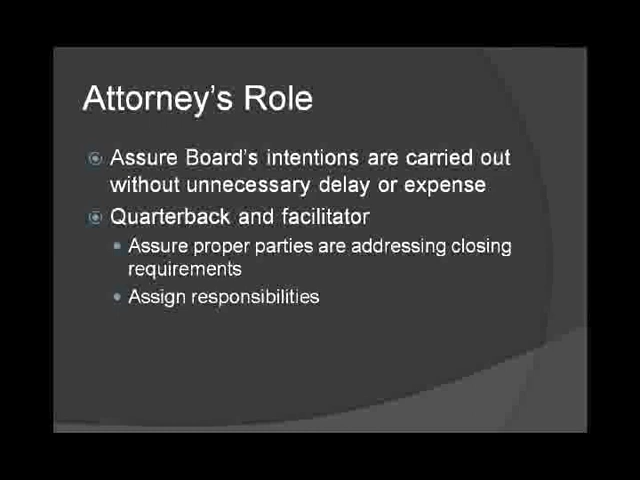 Attorney's Role
Assure Board's intentions are carried out
without unnecessary delay or expense
Quarterback and facilitator
Assure proper parties are addressing closing
requirements
Assign responsibilities